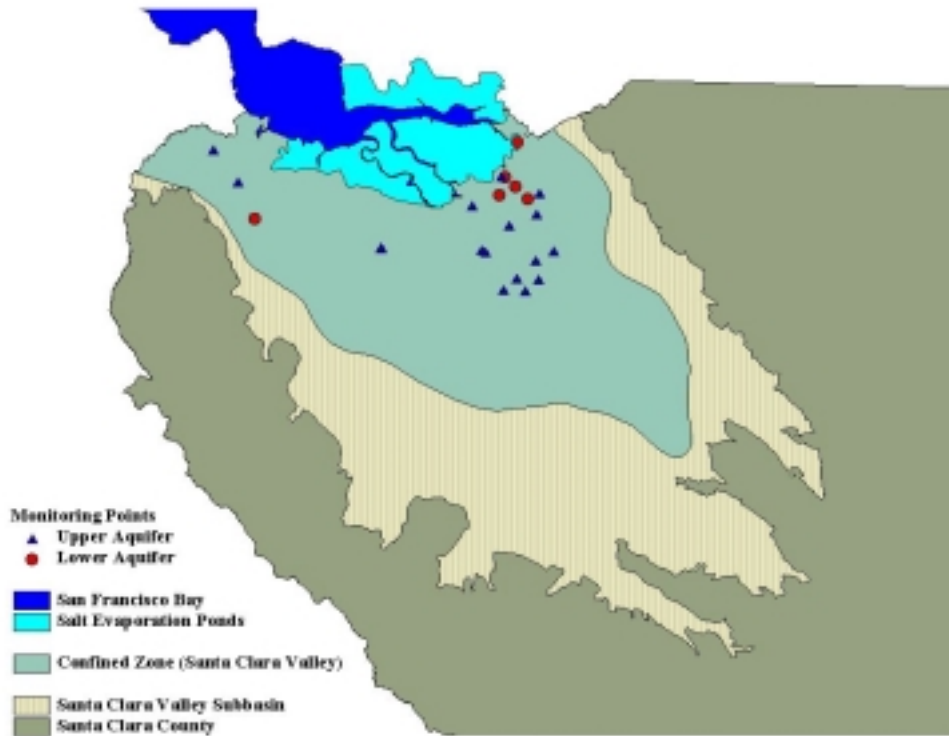 Monitoring Points
Upper Aquifer
Lower Aquifer
San Francisco Bay
Salt Evaporation Ponds
Confined Zone (Santa Clara Valley)
Santa Clara Valley Subbasin
Santa Clara County